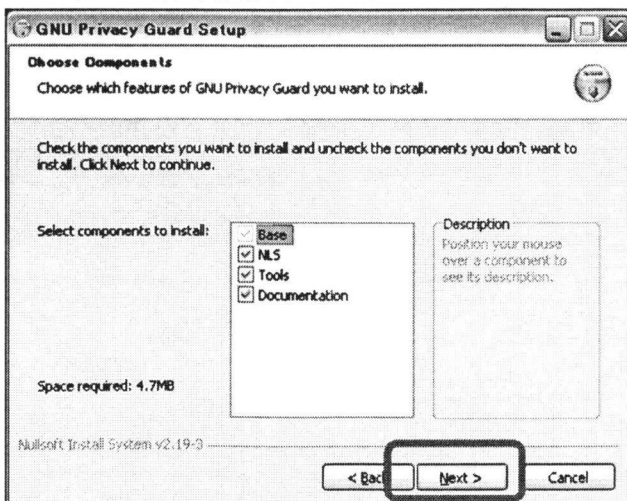 GNU Privacy Guard Setup
Choose Components
Choose which features of GNU Privacy Guard you want to install.
Check the components you want to install and uncheck the components you don't want to
install. Click Next to continue.
Select components to install:
Base
NLS
Tools
Documentation
Description
Position your mouse
over a component to
see its description.
Space required: 4.7MB
Nullsoft Install System v2.19-3
< Back
Next >
Cancel